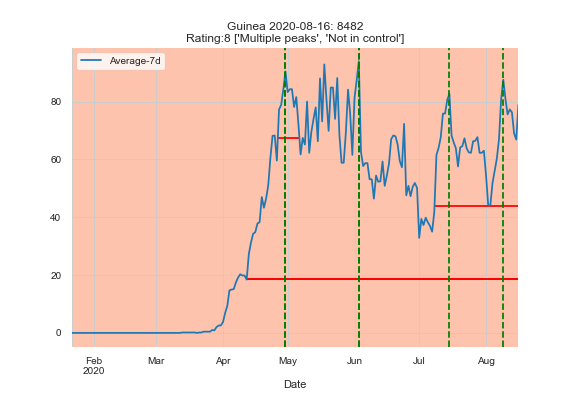 Guinea 2020-08-16: 8482
Rating:8 ['Multiple peaks', 'Not in control']
Average-7d
80
60
40
20
0
Feb Mar Apr May Jun Jul Aug
2020
Date